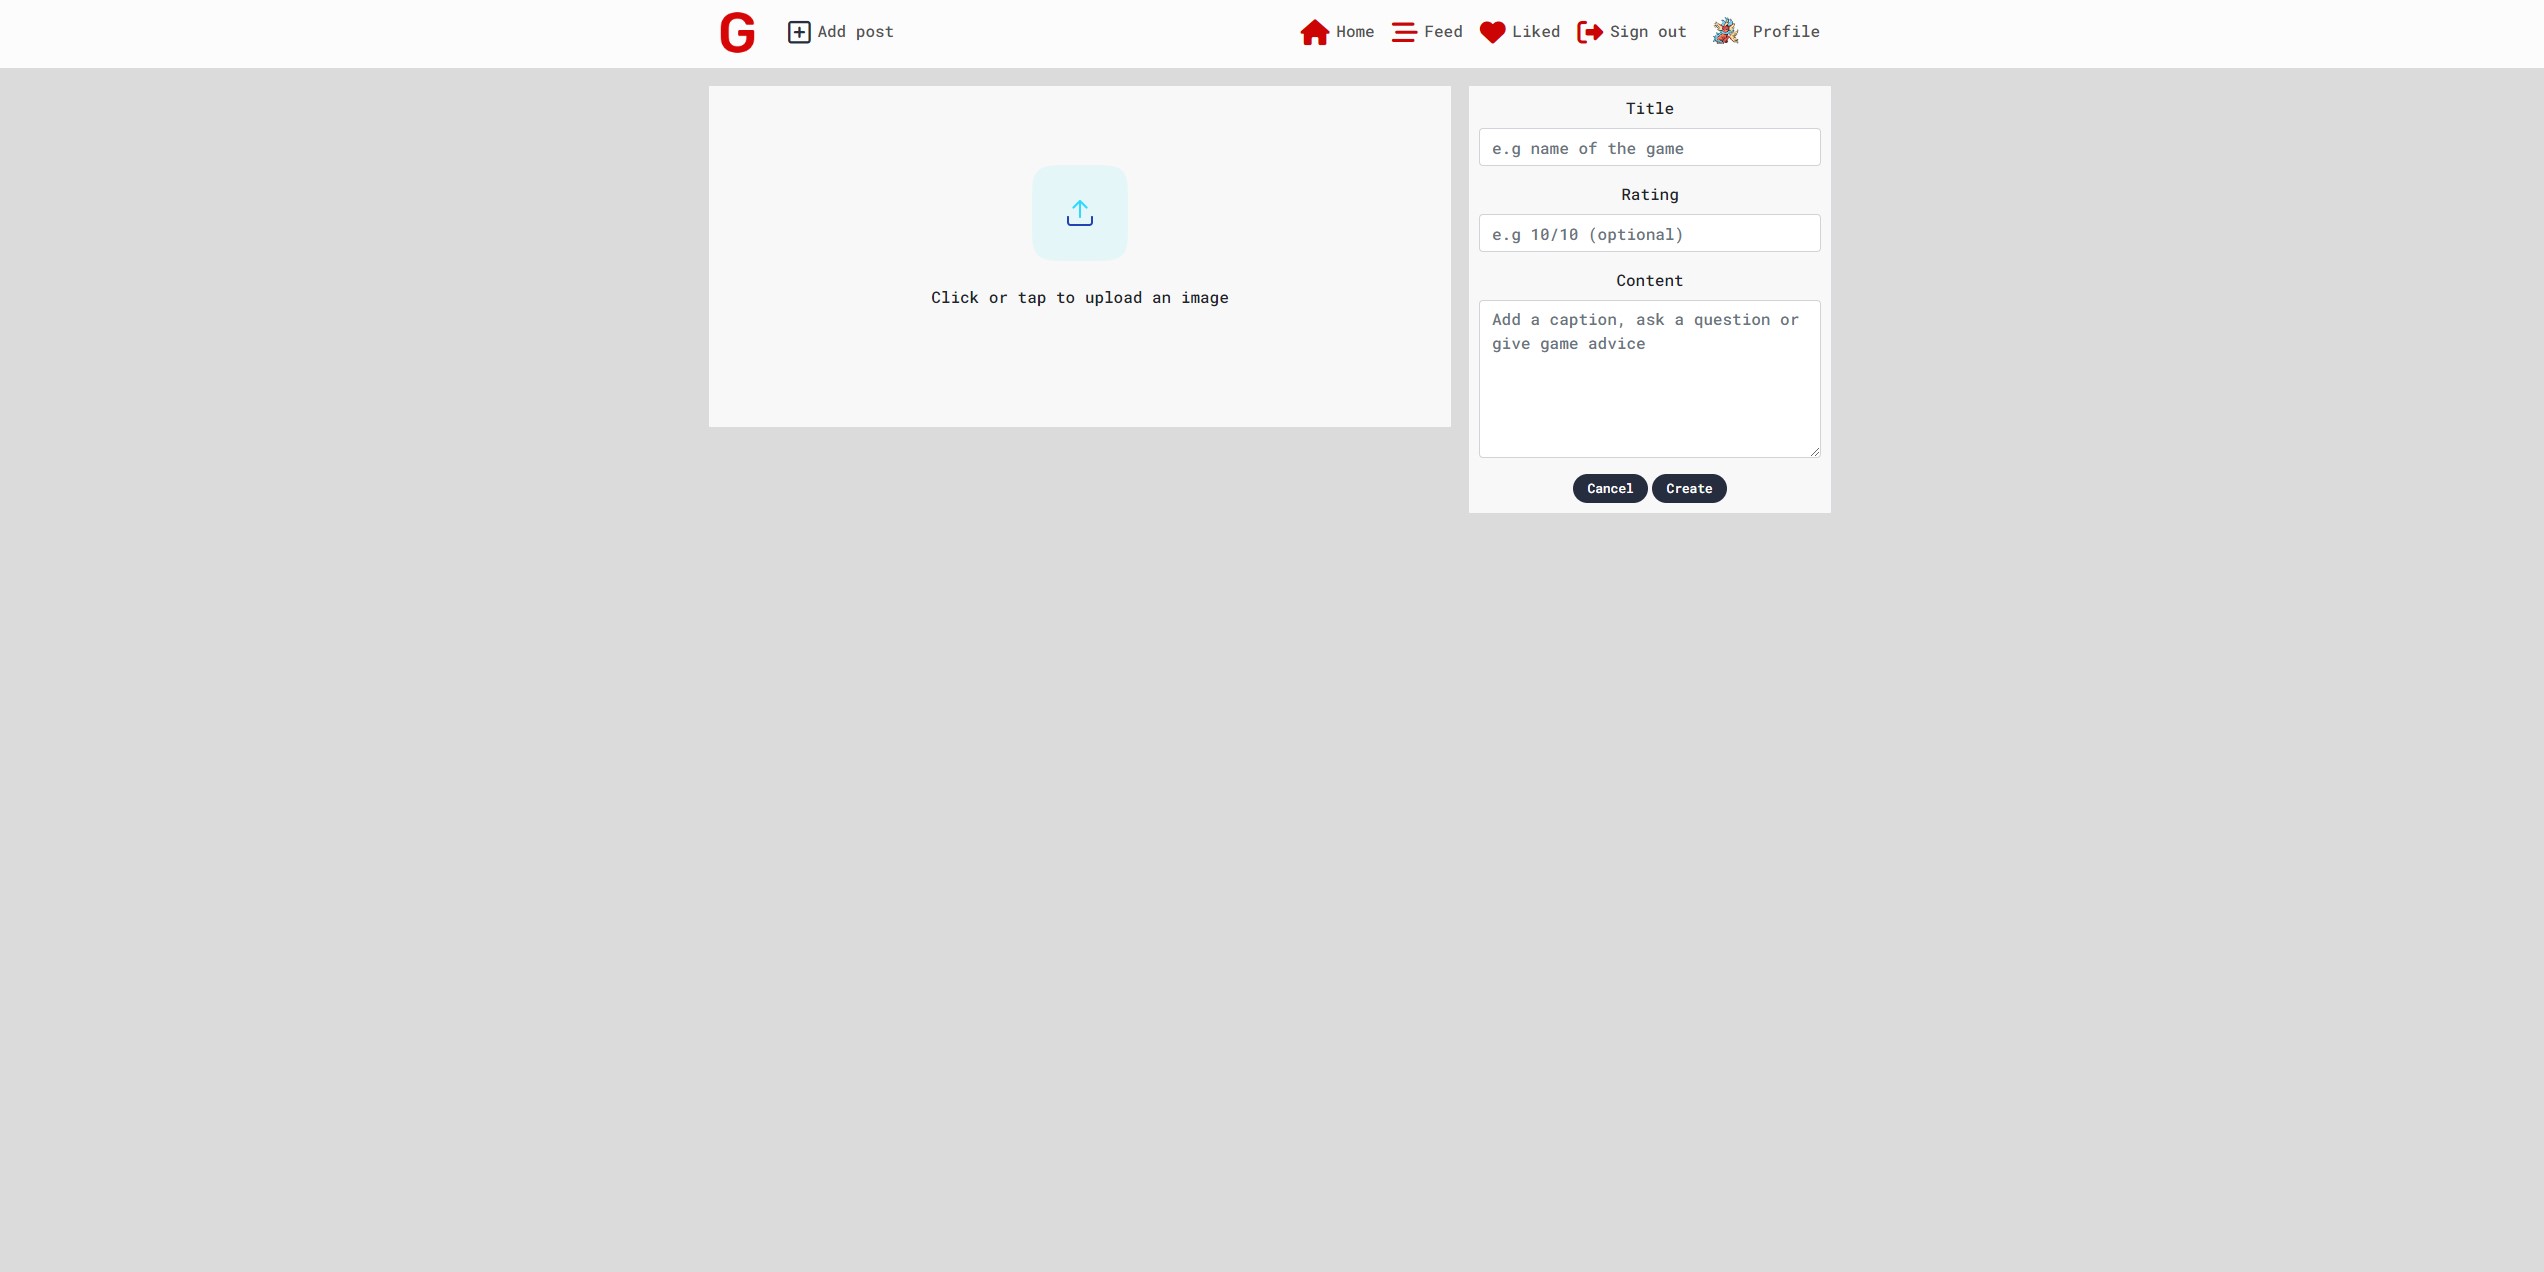 G
Add post
Home
Feed
Liked
Sign out
Profile
Click or tap to upload an image
Title
e.g name of the game
Rating
e.g 10/10 (optional)
Content
Add a caption, ask a question or
give game advice
Cancel
Create